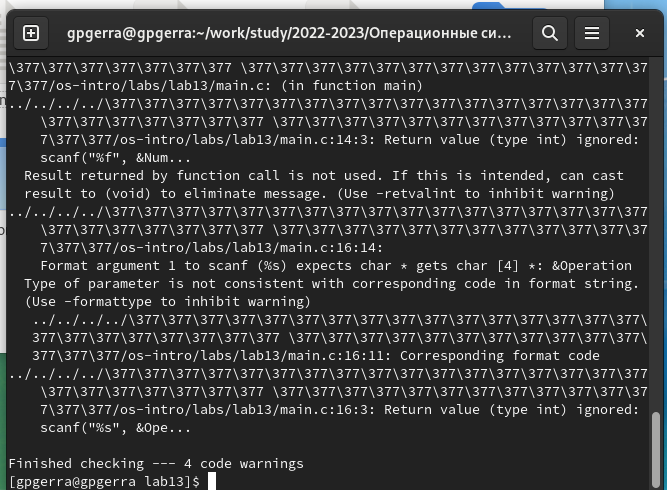 gpgerra@gpgerra:~/work/study/2022-2023/Операционные си…
\377\377\377\377\377\377\377 \377\377\377\377\377\377\377\377\377\377\377\377\37
7\377/os-intro/labs/lab13/main.c: (in function main)
../../../../\377\377\377\377\377\377\377\377\377\377\377\377\377\377\377\377\377
\377\377\377\377\377\377\377 \377\377\377\377\377\377\377\377\377\377\377\37
7\377\377/os-intro/labs/lab13/main.c:14:3: Return value (type int) ignored:
scanf("%f", &Num...
Result returned by function call is not used. If this is intended, can cast
result to (void) to eliminate message. (Use -retvalint to inhibit warning)
../../../../\377\377\377\377\377\377\377\377\377\377\377\377\377\377\377\377\377
\377\377\377\377\377\377\377 \377\377\377\377\377\377\377\377\377\377\377\37
7\377\377/os-intro/labs/lab13/main.c:16:14:
Format argument 1 to scanf (%s) expects char * gets char [4] *: &Operation
Type of parameter is not consistent with corresponding code in format string.
(Use -formattype to inhibit warning)
../../../../\377\377\377\377\377\377\377\377\377\377\377\377\377\377\377\377\
377\377\377\377\377\377\377\377 \377\377\377\377\377\377\377\377\377\377\377\
377\377\377/os-intro/labs/lab13/main.c:16:11: Corresponding format code
../../../../\377\377\377\377\377\377\377\377\377\377\377\377\377\377\377\377\377
\377\377\377\377\377\377\377 \377\377\377\377\377\377\377\377\377\377\377\37
7\377\377/os-intro/labs/lab13/main.c:16:3: Return value (type int) ignored:
scanf("%s", &Ope...
Finished checking --- 4 code warnings
[gpgerra@gpgerra lab13]$